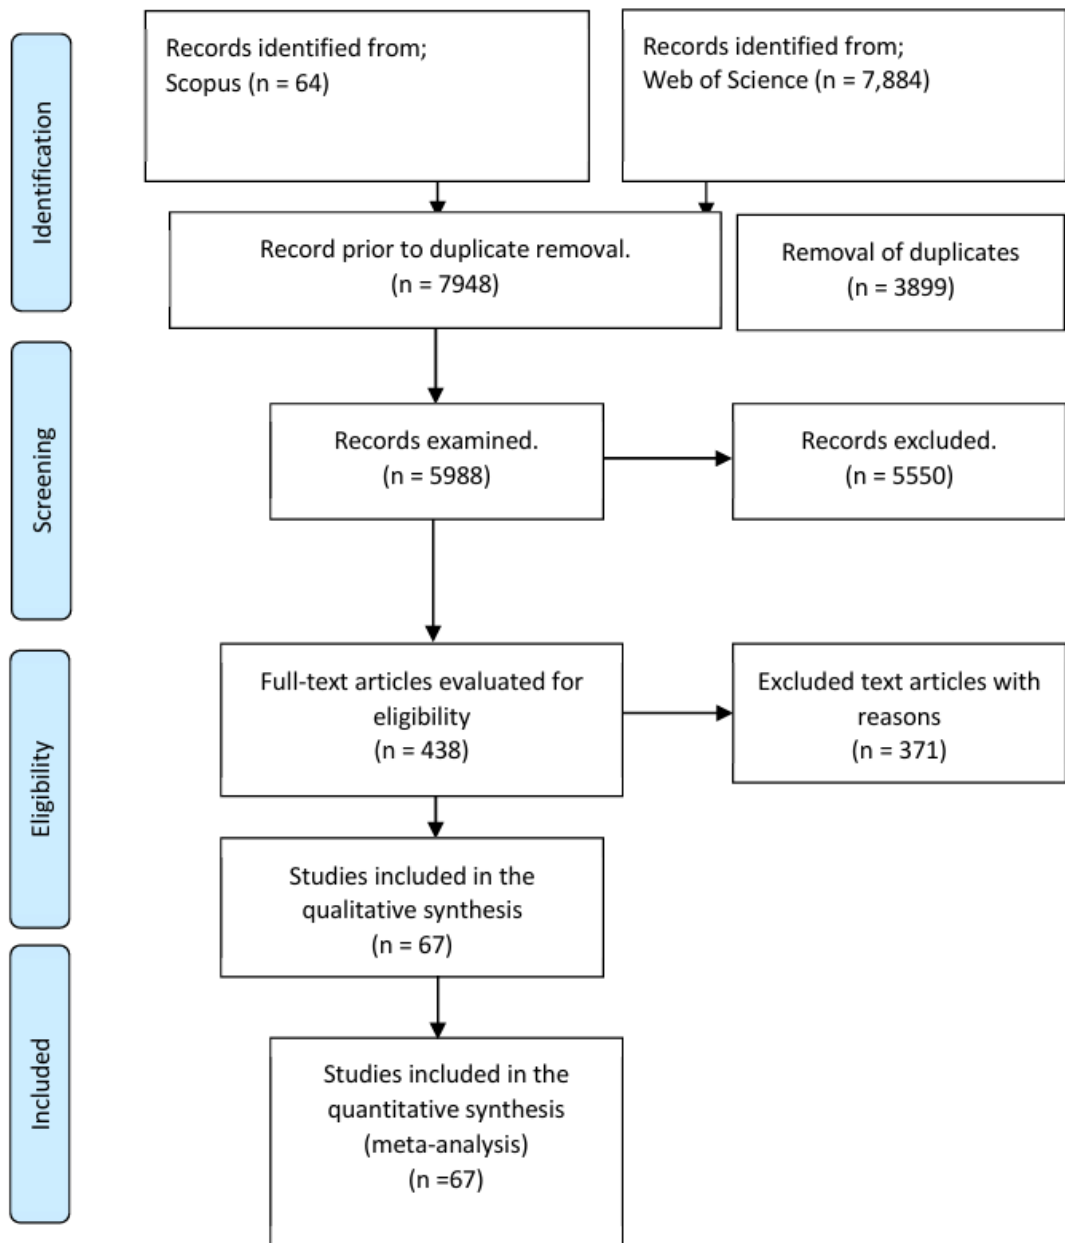 Identification
Records identified from;
Scopus (n = 64)
Records identified from;
Web of Science (n = 7,884)
Record prior to duplicate removal.
(n = 7948)
Removal of duplicates
(n = 3899)
Screening
Records examined.
(n = 5988)
Records excluded.
(n = 5550)
Eligibility
Full-text articles evaluated for
eligibility
(n = 438)
Excluded text articles with
reasons
(n = 371)
Studies included in the
qualitative synthesis
(n = 67)
Included
Studies included in the
quantitative synthesis
(meta-analysis)
(n =67)